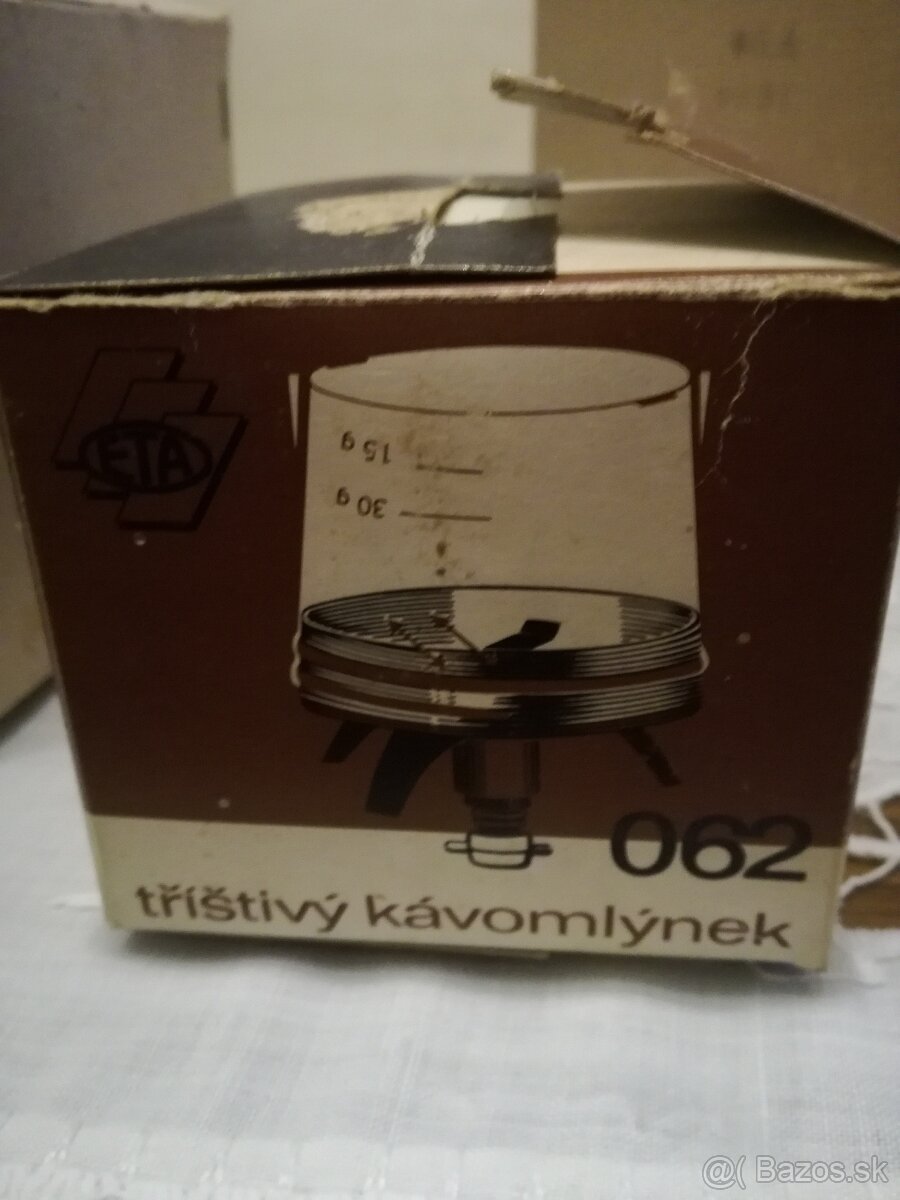 ETA
15 g
30 g
062
tříštivý kávomlýnek
@( Bazos.sk